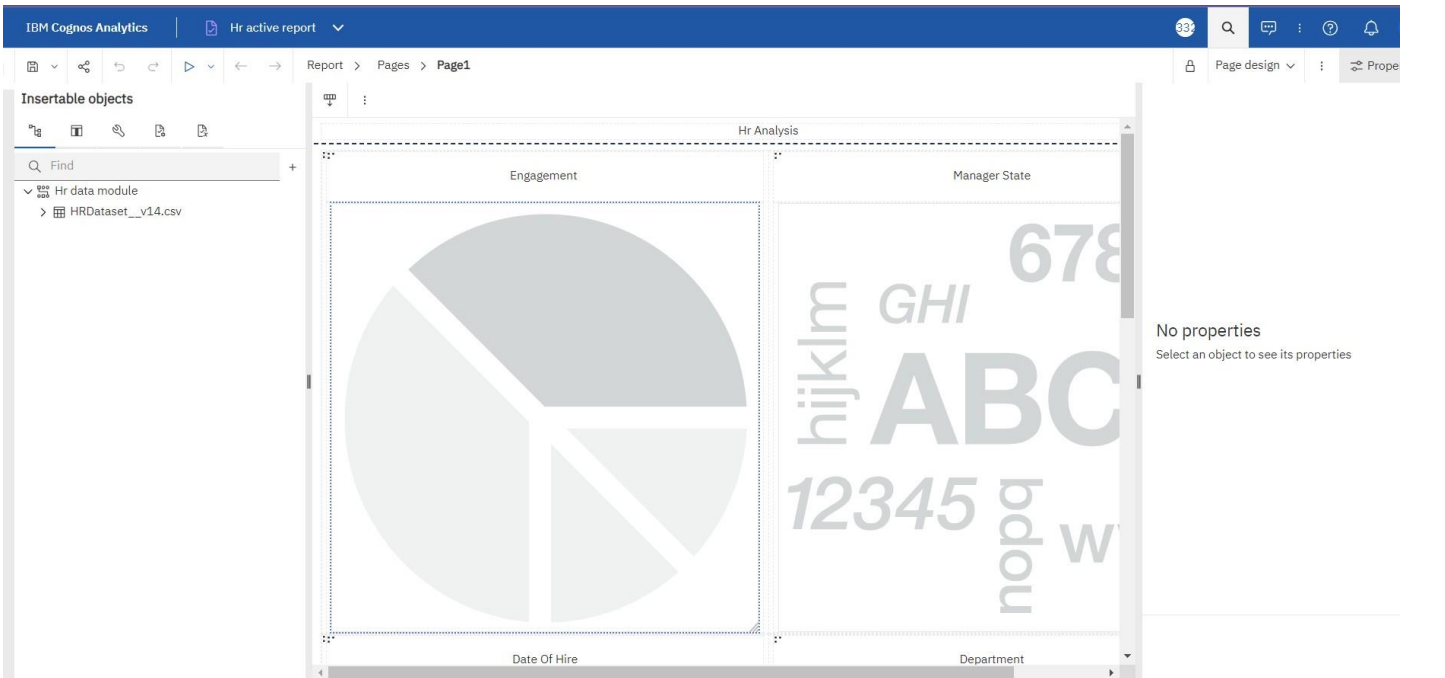 IBM Cognos Analytics
Hr active report
Report > Pages > Page1
Page design
Prope
Insertable objects
Find
Hr data module
HRDataset__v14.csv
Hr Analysis
Engagement
Manager State
678
GHI
hijklm
ABC
12345
nopq
w
Date Of Hire
Department
No properties
Select an object to see its properties